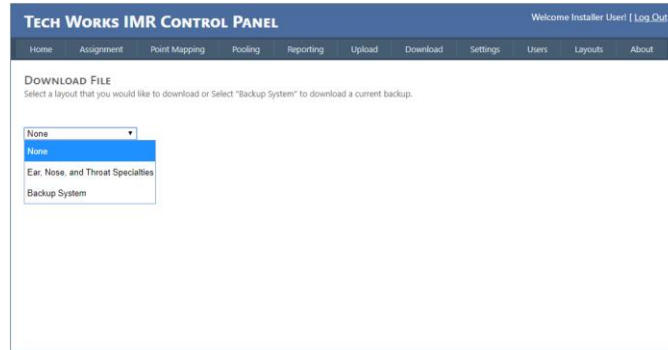 TECH WORKS IMR CONTROL PANEL
Welcome Installer User! [ Log Out
Home Assignment Point Mapping Pooling Reporting Upload Download Settings Users Layouts About
DOWNLOAD FILE
Select a layout that you would like to download or Select "Backup System" to download a current backup.
None
None
Ear, Nose, and Throat Specialties
Backup System